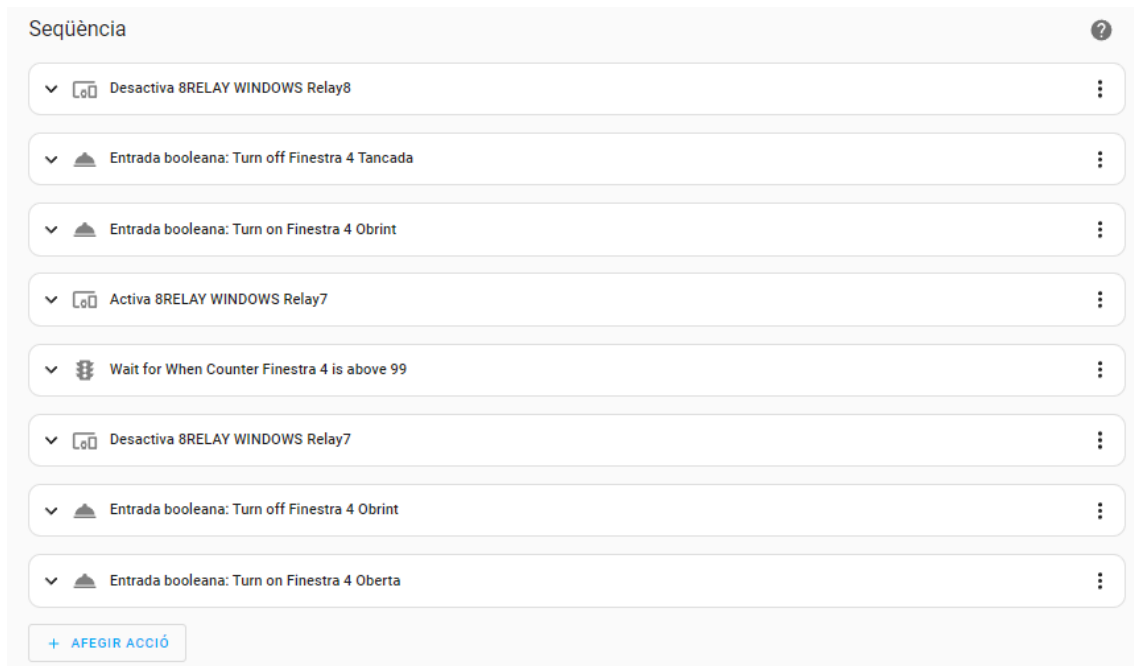 Seqüència
Desactiva 8RELAY WINDOWS Relay8
Entrada booleana: Turn off Finestra 4 Tancada
Entrada booleana: Turn on Finestra 4 Obrint
Activa 8RELAY WINDOWS Relay7
Wait for When Counter Finestra 4 is above 99
Desactiva 8RELAY WINDOWS Relay7
Entrada booleana: Turn off Finestra 4 Obrint
Entrada booleana: Turn on Finestra 4 Oberta
+ AFEGIR ACCIÓ